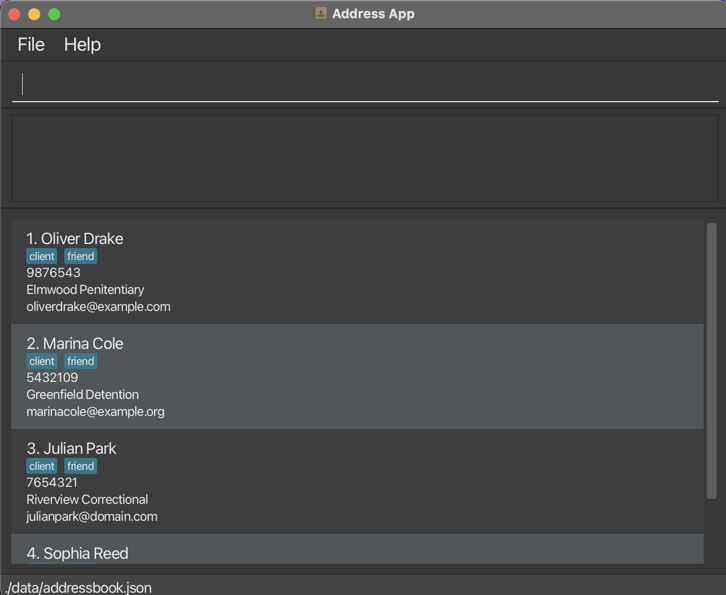 Address App
File Help
1. Oliver Drake
client friend
9876543
Elmwood Penitentiary
oliverdrake@example.com
2. Marina Cole
client friend
5432109
Greenfield Detention
marinacole@example.org
3. Julian Park
client friend
7654321
Riverview Correctional
julianpark@domain.com
4. Sophia Reed
./data/addressbook.json